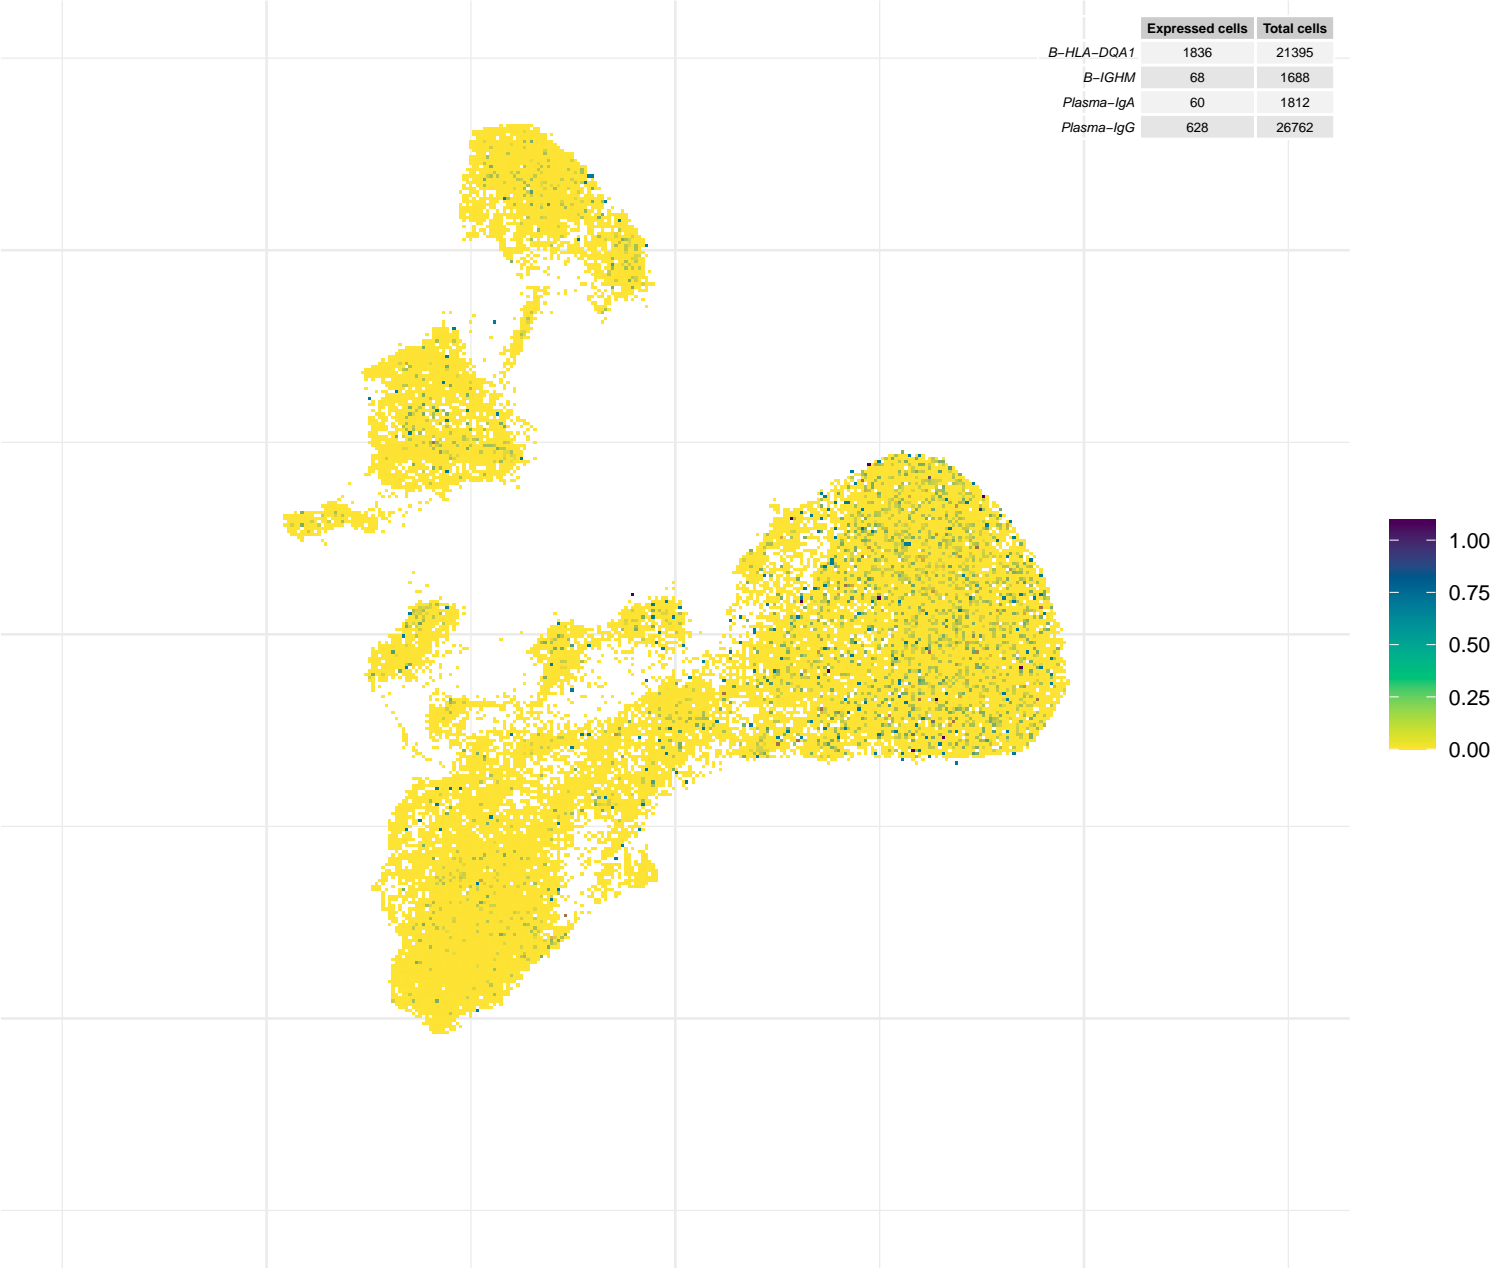 Expressed cells Total cells
B−HLA−DQA1 1836 21395
B−IGHM 68 1688
Plasma−IgA 60 1812
Plasma−IgG 628 26762
1.00
0.75
0.50
0.25
0.00